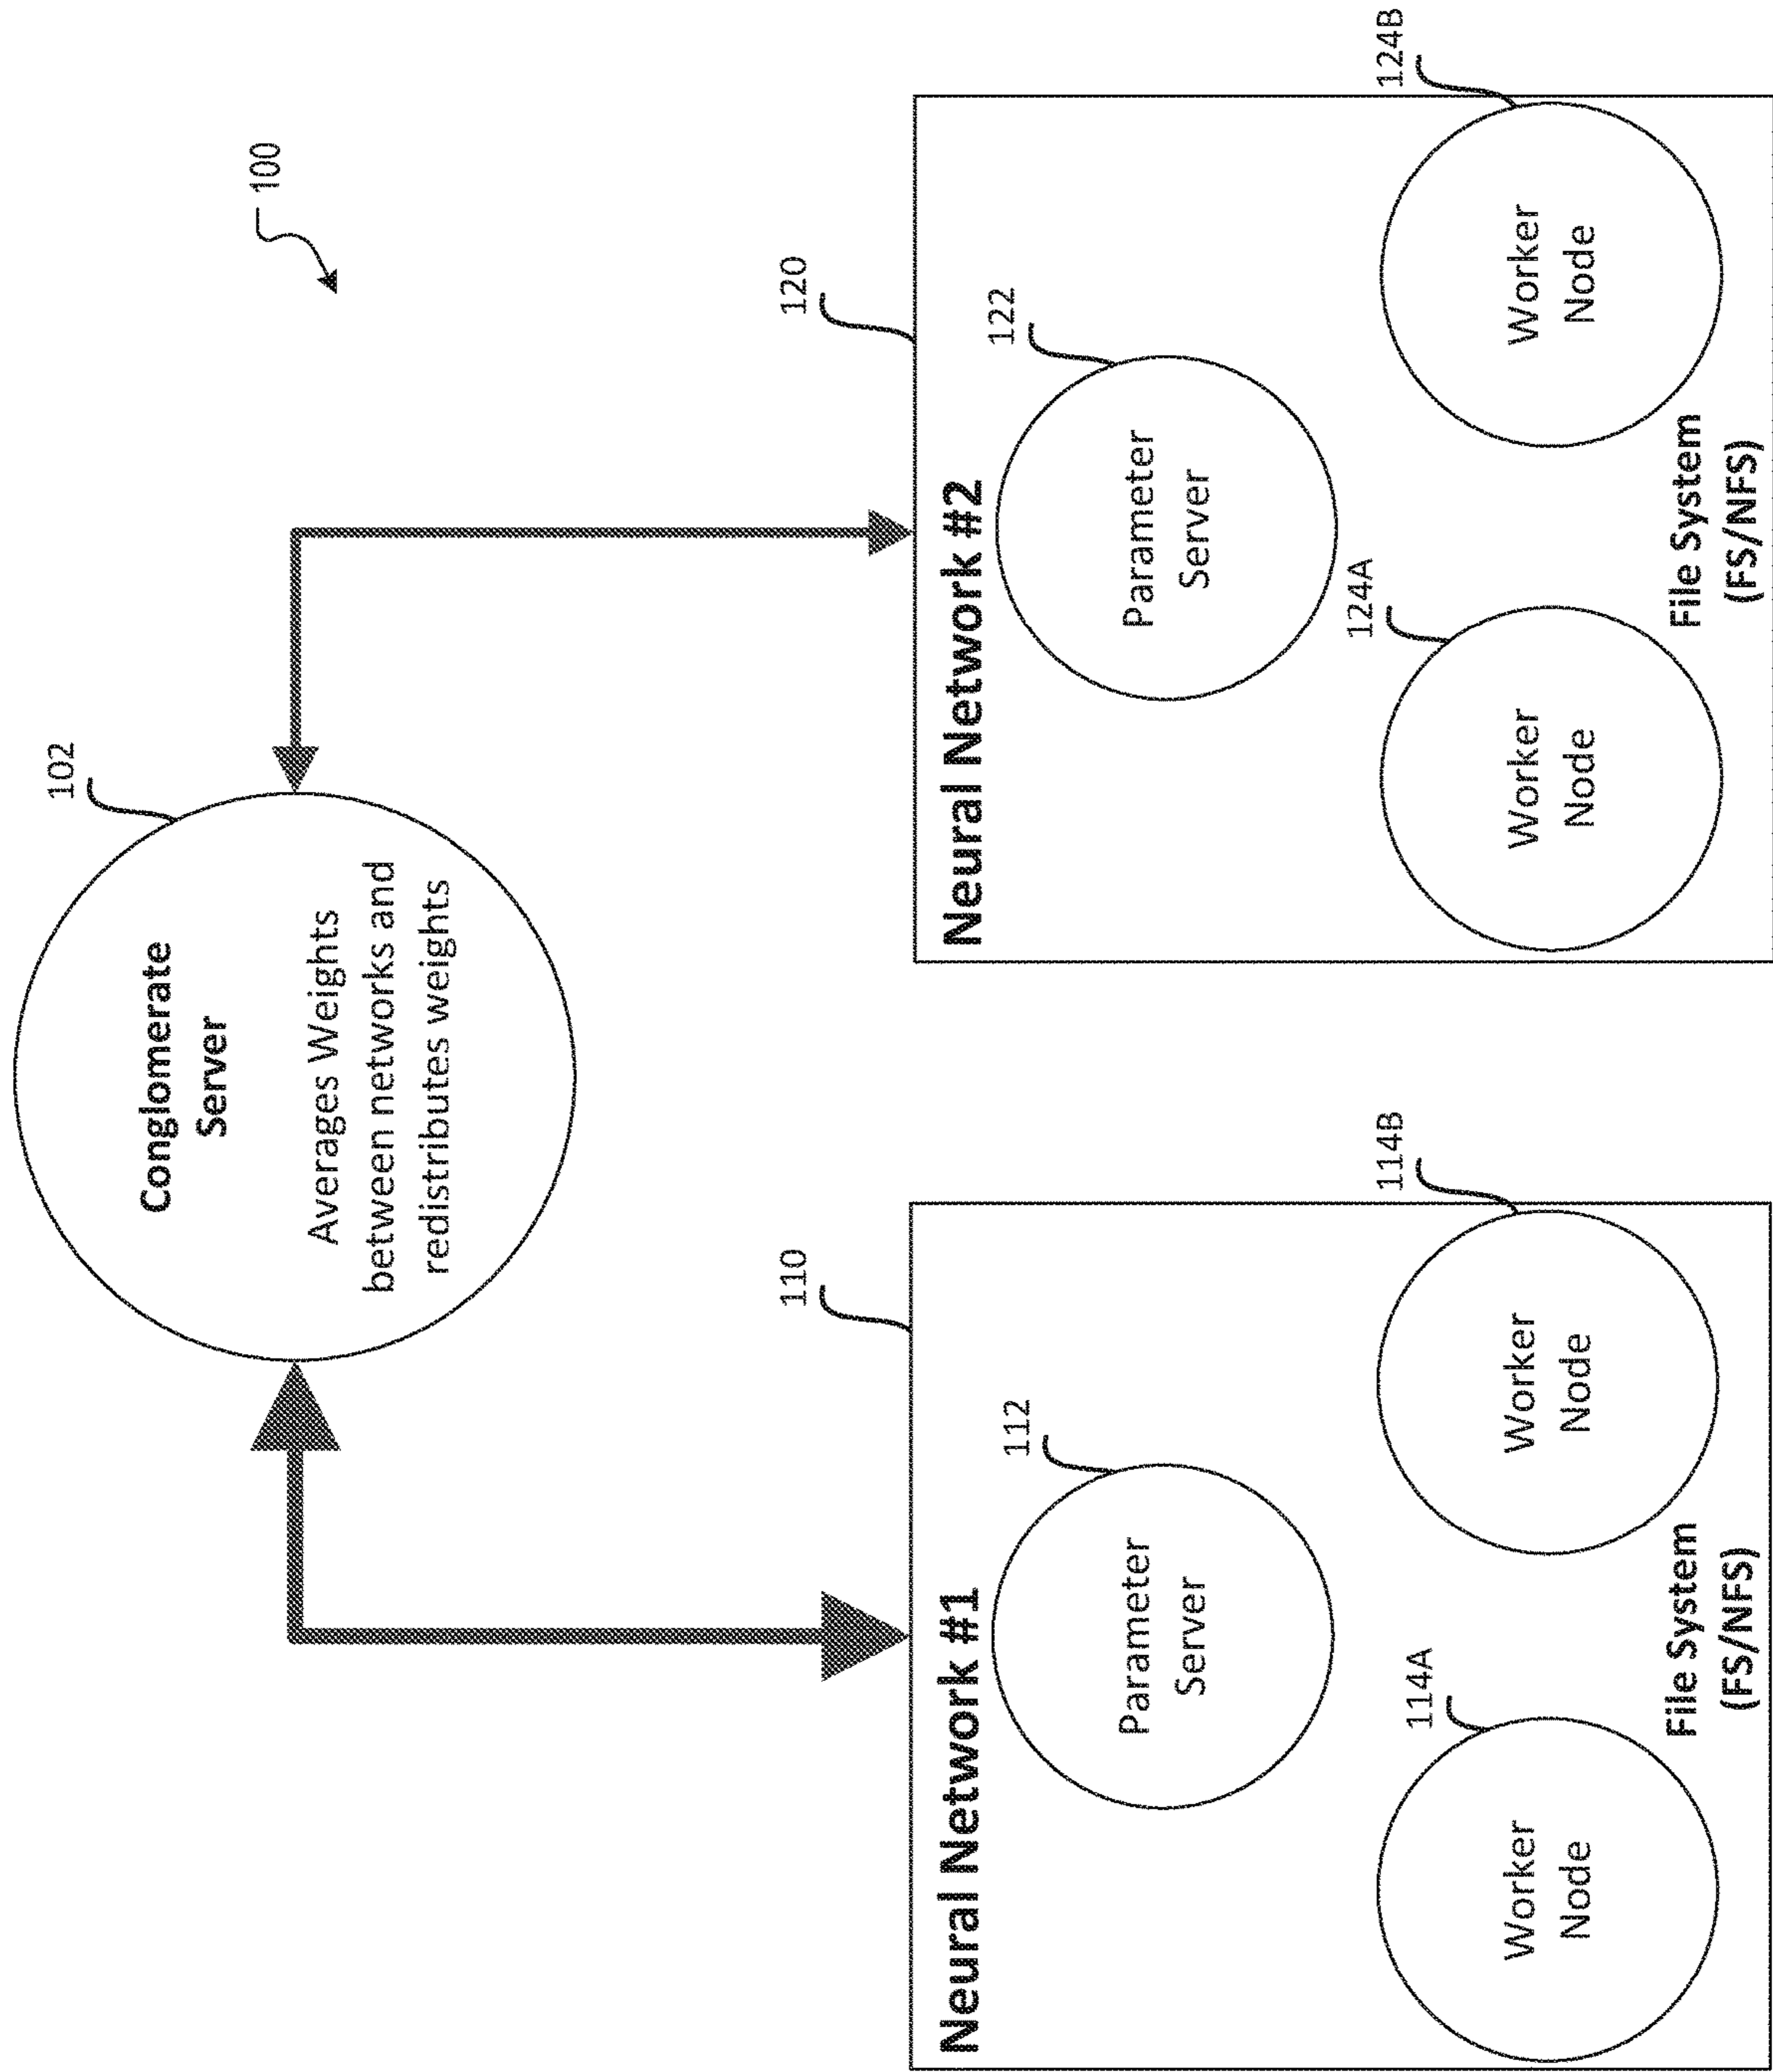 100
102
Conglomerate
Server
Averages Weights
between networks and
redistributes weights
110
Neural Network #1
112
Parameter
Server
114A
Worker
Node
114B
Worker
Node
File System
(FS/NFS)
120
Neural Network #2
122
Parameter
Server
124A
Worker
Node
124B
Worker
Node
File System
(FS/NFS)